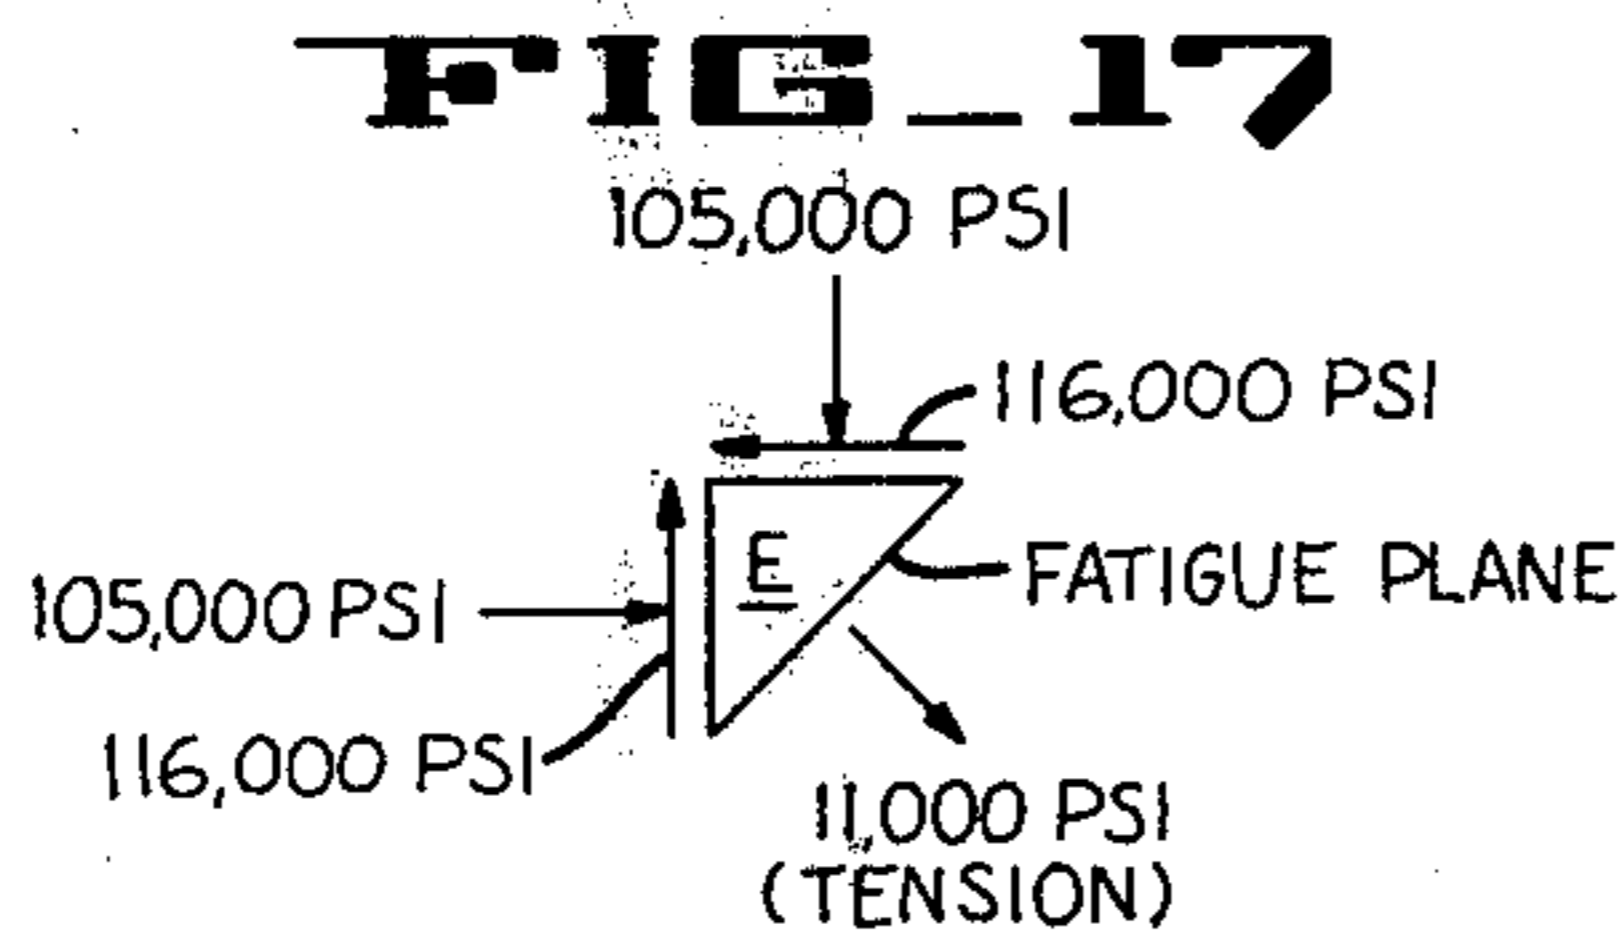 FIG_17
105,000 PSI
116,000 PSI
E
FATIGUE PLANE
105,000 PSI
116,000 PSI
11,000 PSI
(TENSION)